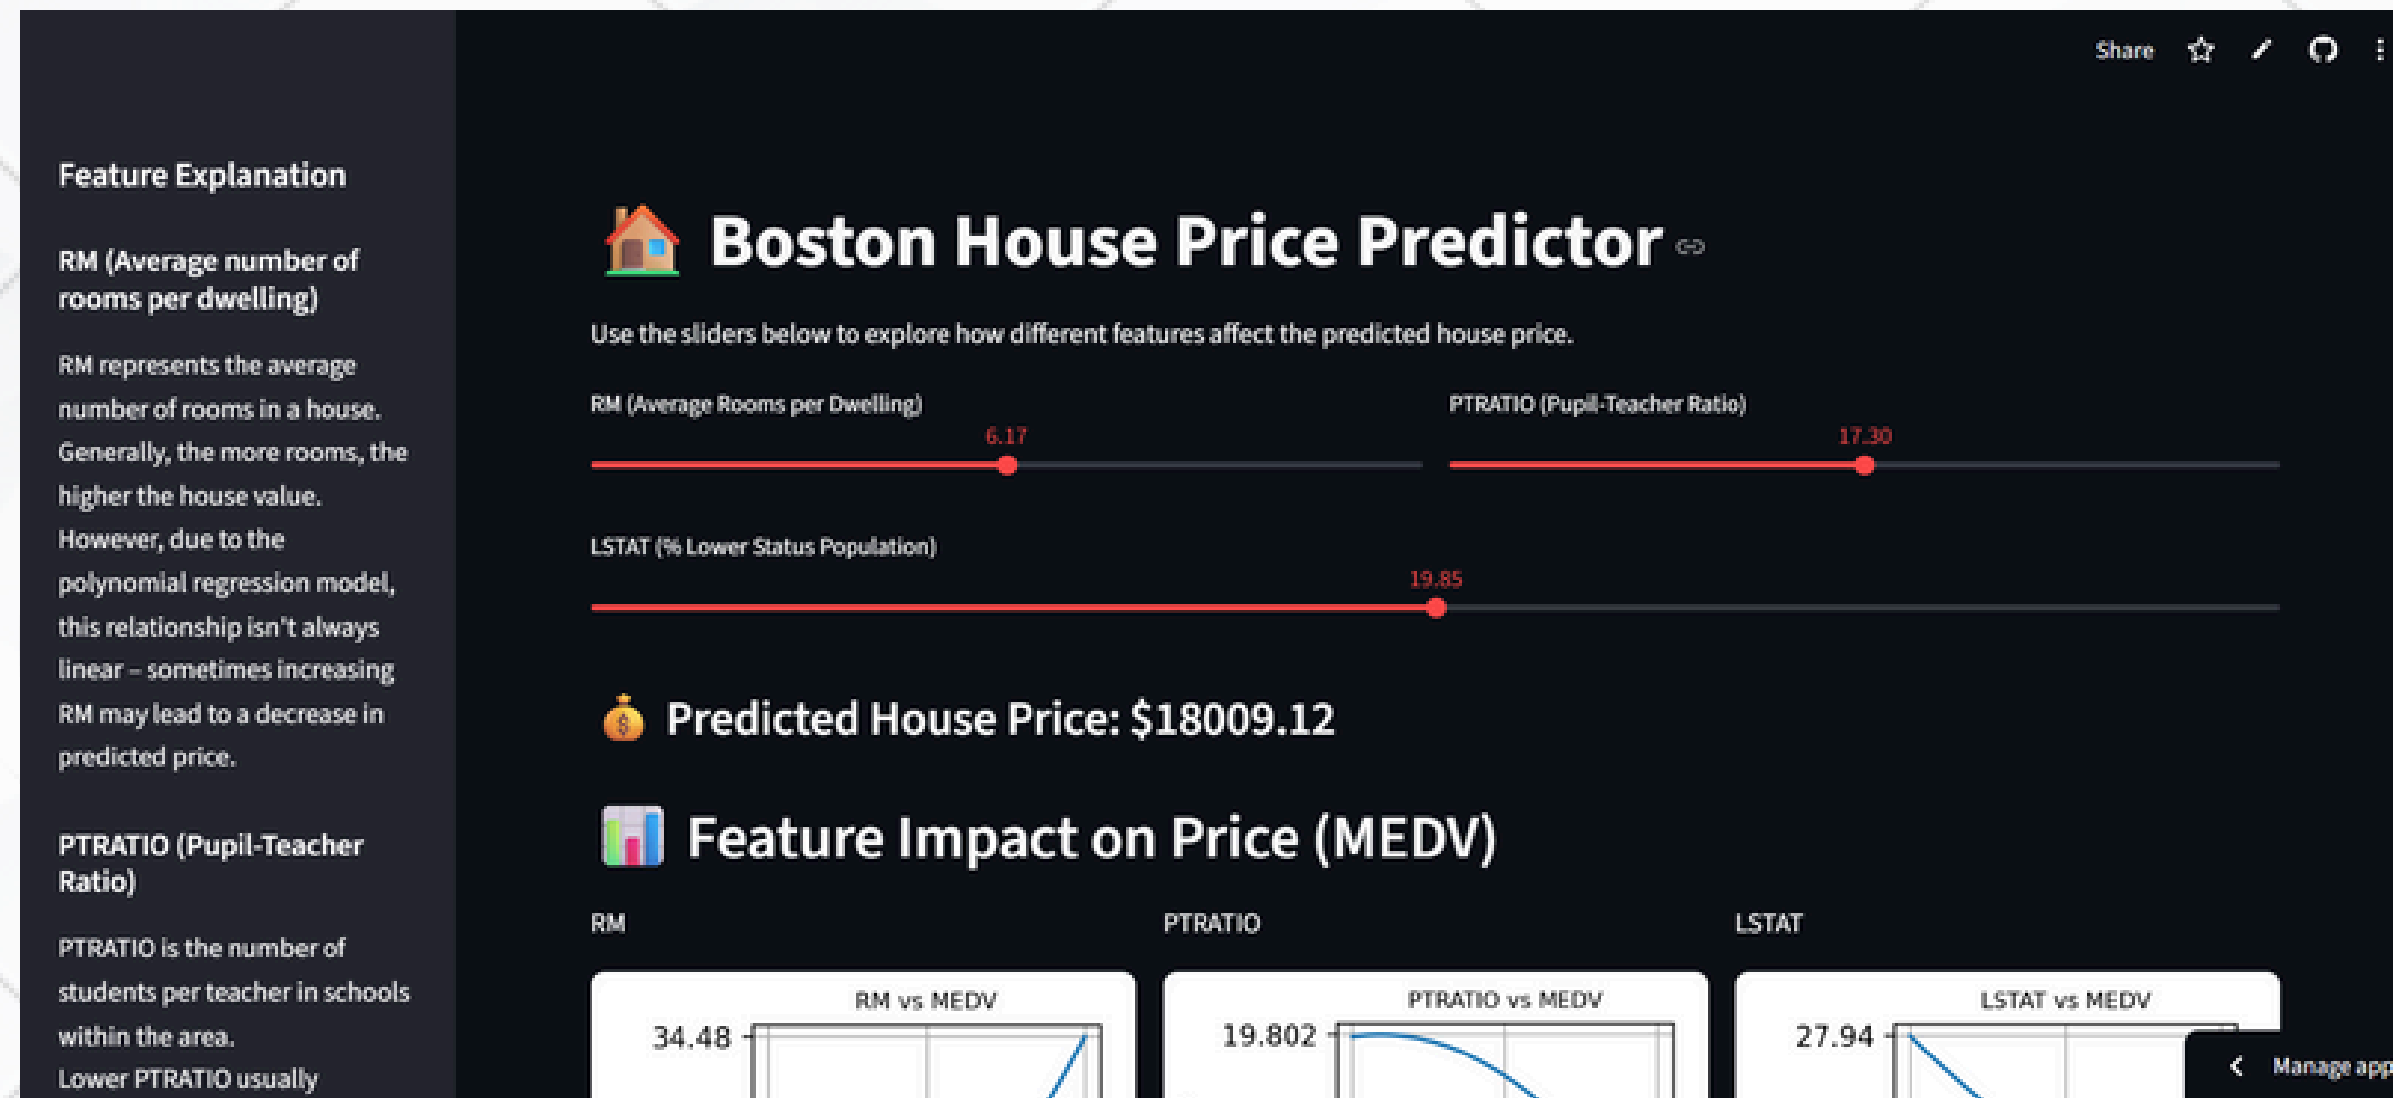 Share
Feature Explanation
RM (Average number of
rooms per dwelling)
RM represents the average
number of rooms in a house.
Generally, the more rooms, the
higher the house value.
However, due to the
polynomial regression model,
this relationship isn't always
linear – sometimes increasing
RM may lead to a decrease in
predicted price.
PTRATIO (Pupil-Teacher
Ratio)
PTRATIO is the number of
students per teacher in schools
within the area.
Lower PTRATIO usually
Boston House Price Predictor
Use the sliders below to explore how different features affect the predicted house price.
RM (Average Rooms per Dwelling)
6.17
PTRATIO (Pupil-Teacher Ratio)
17.30
LSTAT (% Lower Status Population)
19.85
Predicted House Price: $18009.12
Feature Impact on Price (MEDV)
RM
PTRATIO
LSTAT
RM vs MEDV
34.48
PTRATIO vs MEDV
19.802
LSTAT vs MEDV
27.94
Manage app